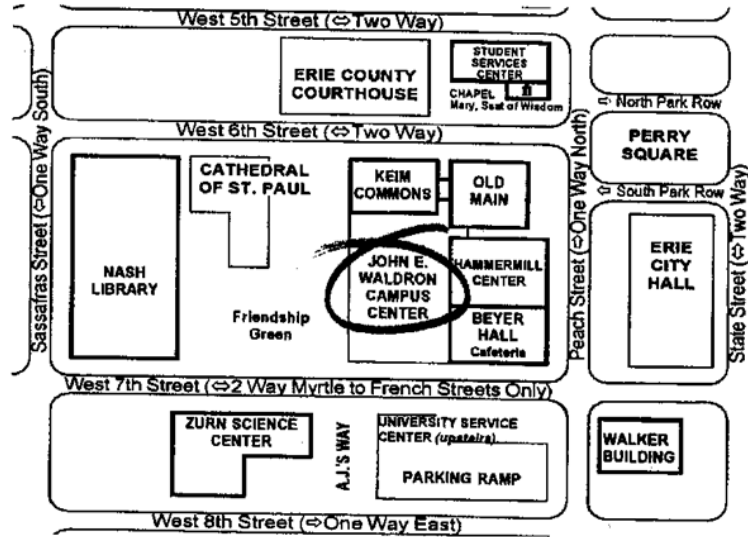 West 5th Street (⇔Two Way)
ERIE COUNTY
COURTHOUSE
STUDENT
SERVICES
CENTER
CHAPEL
Mary, Seat of Wisdom
⇨ North Park Row
West 6th Street (⇔Two Way)
PERRY
SQUARE
⇦ South Park Row
Sassafras Street (⇦One Way South)
NASH
LIBRARY
CATHEDRAL
OF ST. PAUL
KEIM
COMMONS
OLD
MAIN
JOHN E.
WALDRON
CAMPUS
CENTER
HAMMERMILL
CENTER
BEYER
HALL
Cafeteria
Friendship
Green
Peach Street (⇨One Way North)
ERIE
CITY
HALL
State Street (⇔ Two Way)
West 7th Street (⇔2 Way Myrtle to French Streets Only)
ZURN SCIENCE
CENTER
A.J.'S WAY
UNIVERSITY SERVICE
CENTER (upstairs)
PARKING RAMP
WALKER
BUILDING
West 8th Street (⇨One Way East)